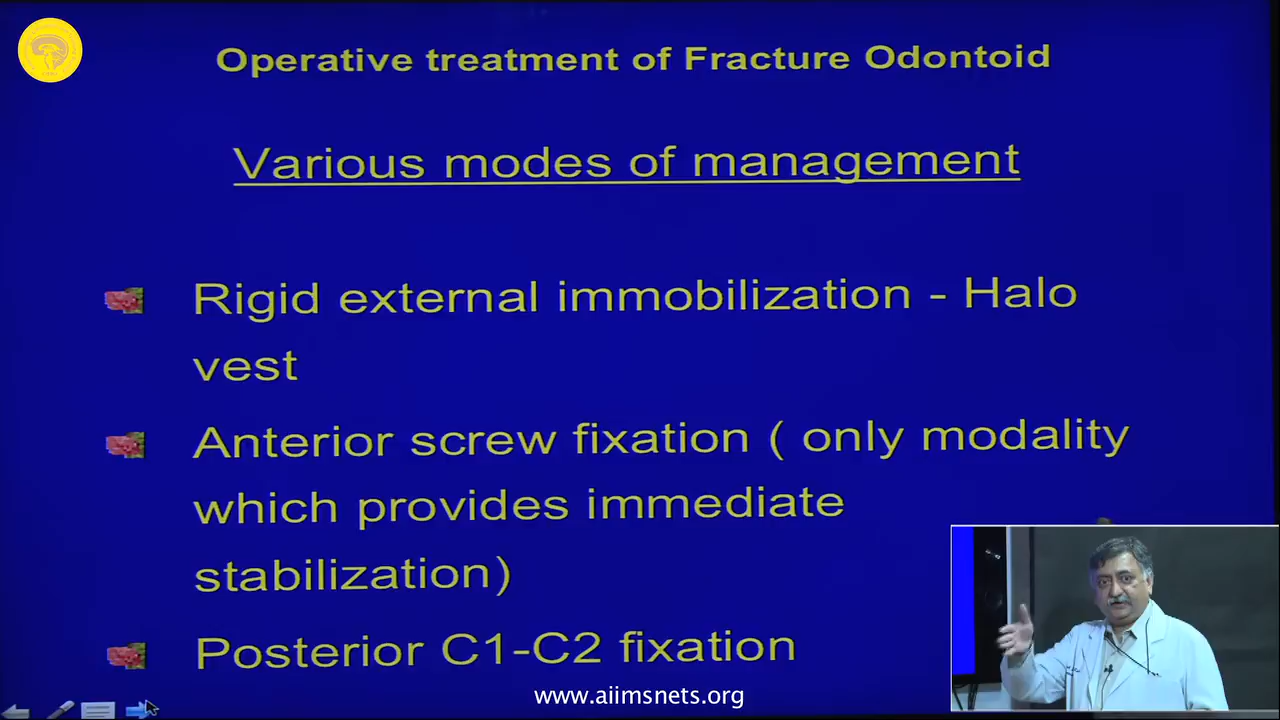 Operative treatment of Fracture Odontoid
Various modes of management
Rigid external immobilization - Halo
vest
Anterior screw fixation ( only modality
which provides immediate
stabilization)
Posterior C1-C2 fixation
www.aiimsnets.org